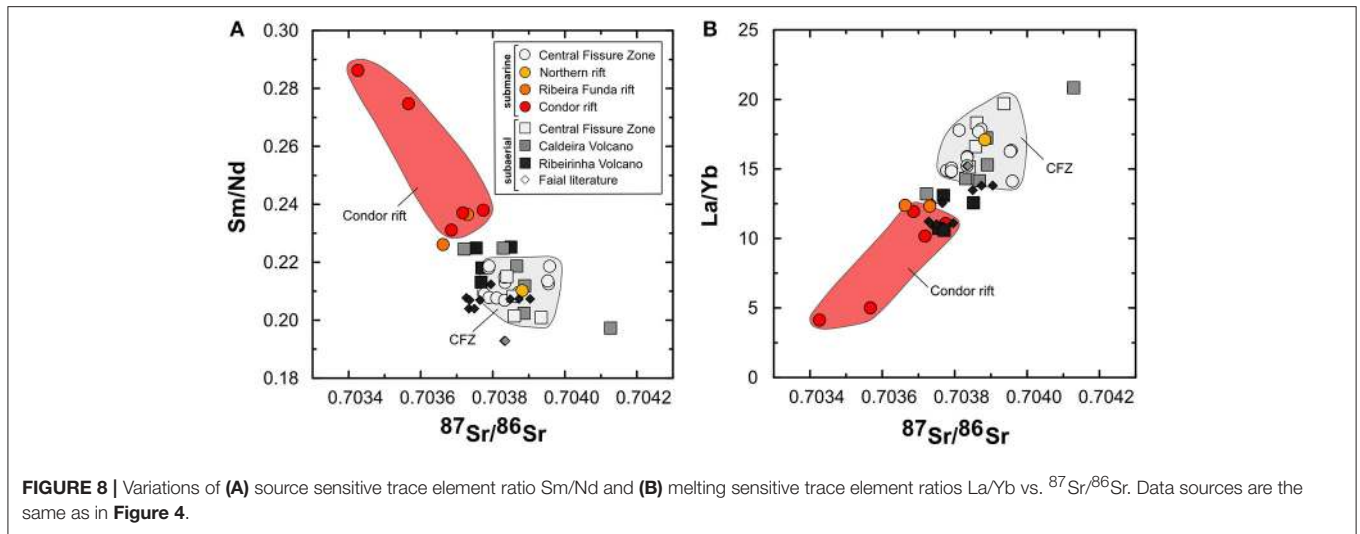 A
0.30
0.28
0.26
0.24
0.22
0.20
0.18
Sm/Nd
0.7034
0.7036
0.7038
0.7040
0.7042
87Sr/86Sr
Condor rift
CFZ
submarine
Central Fissure Zone
Northern rift
Ribeira Funda rift
Condor rift
subaerial
Central Fissure Zone
Caldeira Volcano
Ribeirinha Volcano
Faial literature
B
25
20
15
10
5
0
La/Yb
0.7034
0.7036
0.7038
0.7040
0.7042
87Sr/86Sr
CFZ
Condor rift
FIGURE 8 | Variations of (A) source sensitive trace element ratio Sm/Nd and (B) melting sensitive trace element ratios La/Yb vs. 87Sr/86Sr. Data sources are the
same as in Figure 4.